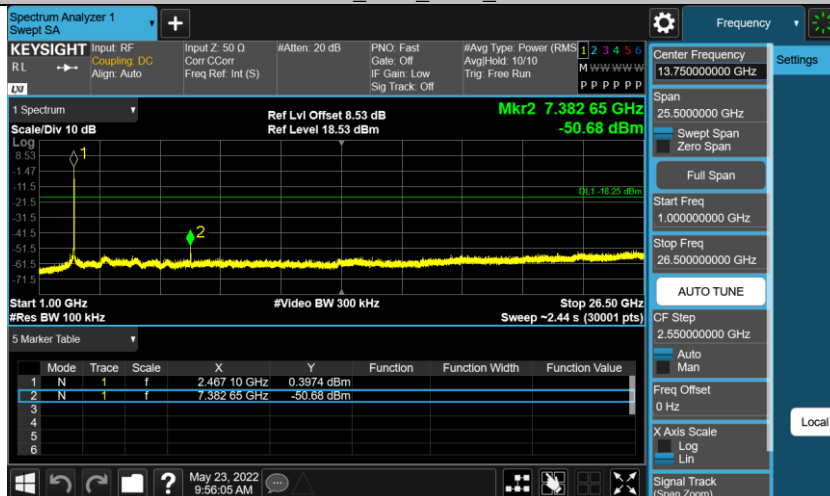 Spectrum Analyzer 1
Swept SA
+
Frequency
KEYSIGHT
RL
LXI
Input: RF
Coupling: DC
Align: Auto
Input Z: 50 Ω
Corr CCorr
Freq Ref: Int (S)
#Atten: 20 dB
PNO: Fast
Gate: Off
IF Gain: Low
Sig Track: Off
#Avg Type: Power (RMS
Avg|Hold: 10/10
Trig: Free Run
1 2 3 4 5 6
M W W W W W
P P P P P P
1 Spectrum
Scale/Div 10 dB
Ref Lvl Offset 8.53 dB
Ref Level 18.53 dBm
Mkr2 7.382 65 GHz
-50.68 dBm
Log
8.53
-1.47
-11.5
-21.5
-31.5
-41.5
-51.5
-61.5
-71.5
1
2
DL1 -18.25 dBm
Start 1.00 GHz
#Res BW 100 kHz
#Video BW 300 kHz
Stop 26.50 GHz
Sweep ~2.44 s (30001 pts)
5 Marker Table
Mode Trace Scale X Y Function Function Width Function Value
1 N 1 f 2.467 10 GHz 0.3974 dBm
2 N 1 f 7.382 65 GHz -50.68 dBm
3
4
5
6
May 23, 2022
9:56:05 AM
Center Frequency
13.750000000 GHz
Span
25.5000000 GHz
Swept Span
Zero Span
Full Span
Start Freq
1.000000000 GHz
Stop Freq
26.500000000 GHz
AUTO TUNE
CF Step
2.550000000 GHz
Auto
Man
Freq Offset
0 Hz
X Axis Scale
Log
Lin
Signal Track
(Span Zoom)
Settings
Local